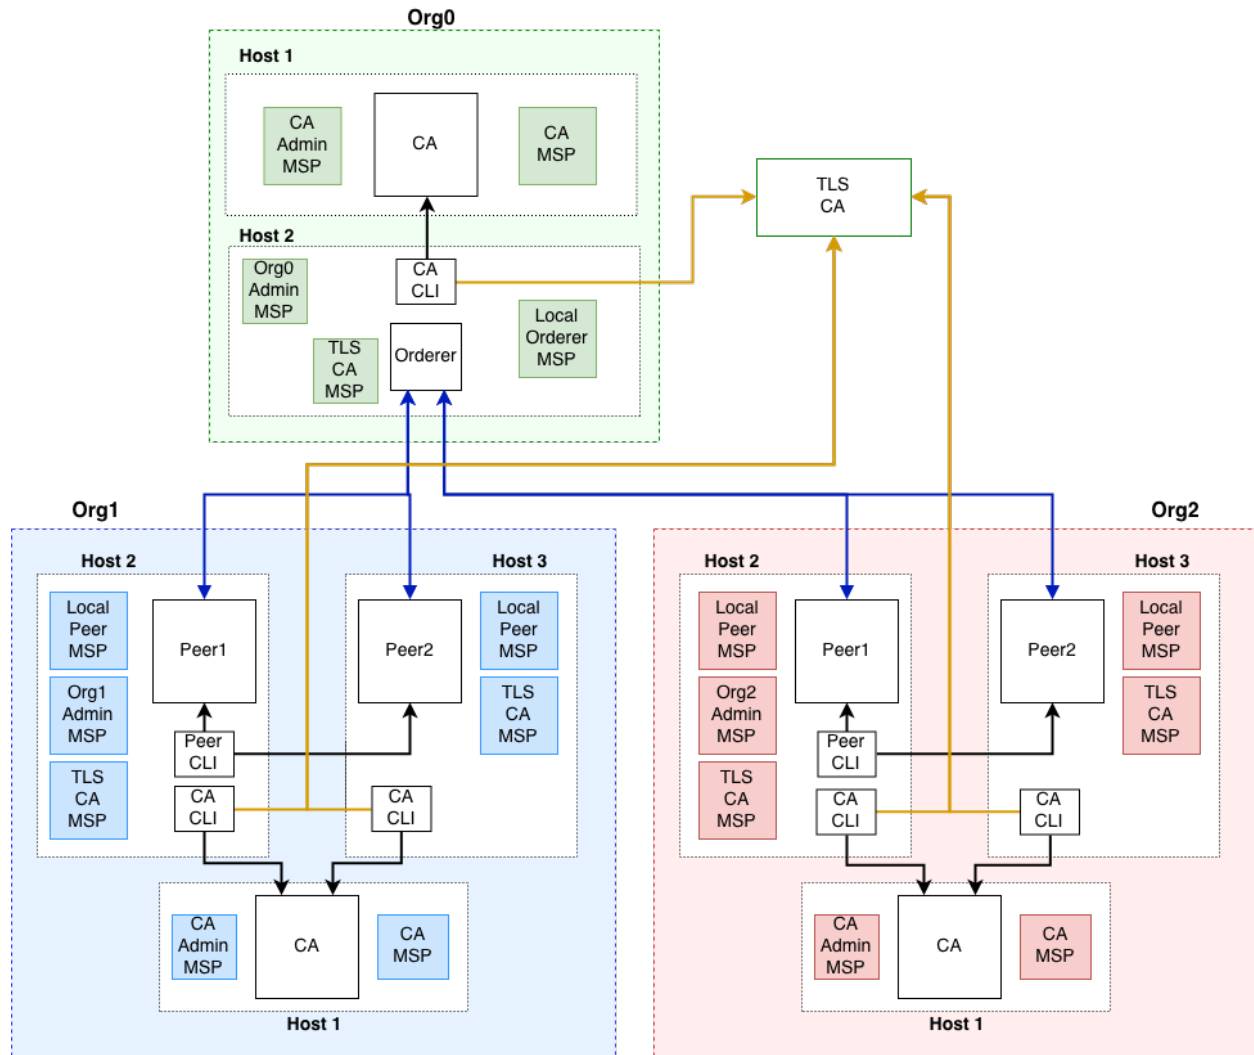 Org0
Host 1
CA
Admin
MSP
CA
CA
MSP
TLS
CA
Host 2
Org0
Admin
MSP
CA
CLI
Local
Orderer
MSP
TLS
CA
MSP
Orderer
Org1
Host 2
Host 3
Local
Peer
MSP
Peer1
Peer2
Local
Peer
MSP
Org1
Admin
MSP
TLS
CA
MSP
Peer
CLI
TLS
CA
MSP
CA
CLI
CA
CLI
CA
Admin
MSP
CA
CA
MSP
Host 1
Org2
Host 2
Host 3
Local
Peer
MSP
Peer1
Peer2
Local
Peer
MSP
Org2
Admin
MSP
TLS
CA
MSP
Peer
CLI
TLS
CA
MSP
CA
CLI
CA
CLI
CA
Admin
MSP
CA
CA
MSP
Host 1